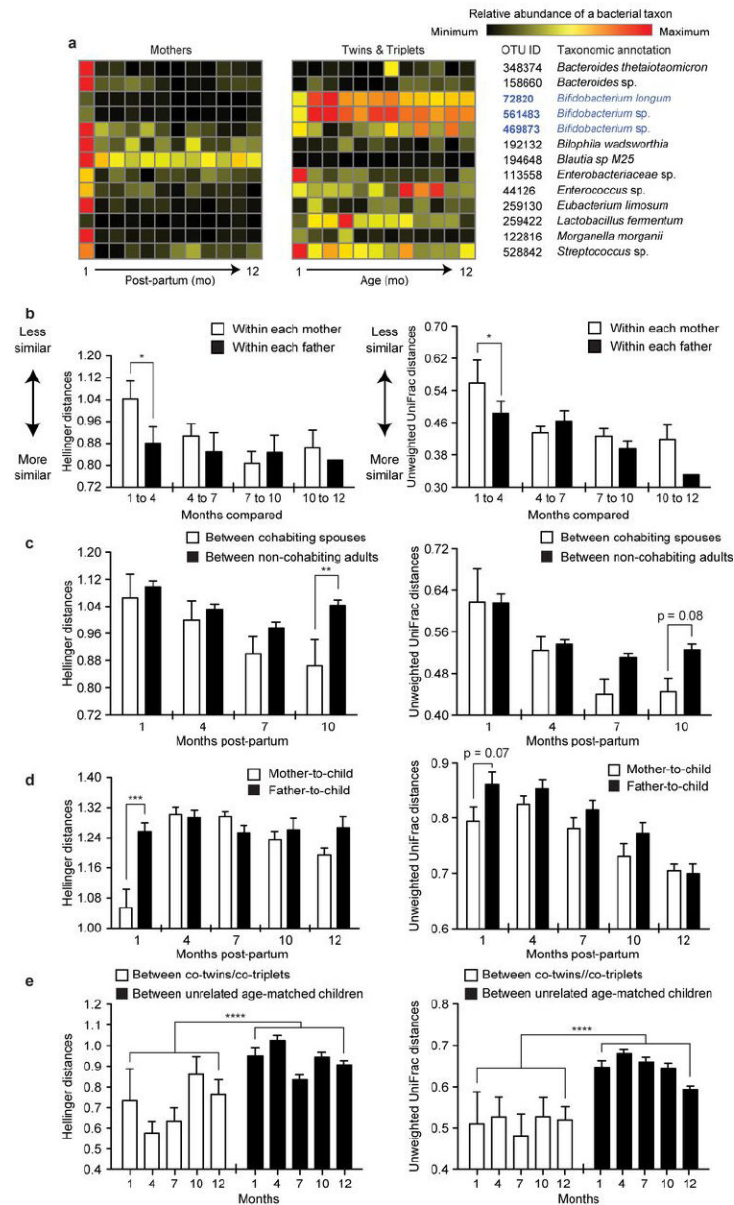 Relative abundance of a bacterial taxon
Minimum Maximum
a
Mothers Twins & Triplets OTU ID Taxonomic annotation
348374 Bacteroides thetaiotaomicron
158660 Bacteroides sp.
72820 Bifidobacterium longum
561483 Bifidobacterium sp.
469873 Bifidobacterium sp.
192132 Bilophila wadsworthia
194648 Blautia sp M25
113558 Enterobacteriaceae sp.
44126 Enterococcus sp.
259130 Eubacterium limosum
259422 Lactobacillus fermentum
122816 Morganella morganii
528842 Streptococcus sp.
1 12 1 12
Post-partum (mo) Age (mo)
b
Less similar
More similar
Within each mother
Within each father
Hellinger distances
1.20
1.12
1.04
0.96
0.88
0.80
0.72
*
1 to 4 4 to 7 7 to 10 10 to 12
Months compared
Less similar
More similar
Within each mother
Within each father
Unweighted UniFrac distances
0.70
0.62
0.54
0.46
0.38
0.30
*
1 to 4 4 to 7 7 to 10 10 to 12
Months compared
c
Between cohabiting spouses
Between non-cohabiting adults
Hellinger distances
1.20
1.12
1.04
0.96
0.88
0.80
0.72
**
1 4 7 10
Months post-partum
Between cohabiting spouses
Between non-cohabiting adults
Unweighted UniFrac distances
0.72
0.64
0.56
0.48
0.40
p = 0.08
1 4 7 10
Months post-partum
d
Mother-to-child
Father-to-child
Hellinger distances
1.40
1.32
1.24
1.16
1.08
1.00
***
1 4 7 10 12
Months post-partum
p = 0.07
Mother-to-child
Father-to-child
Unweighted UniFrac distances
0.9
0.8
0.7
0.6
1 4 7 10 12
Months post-partum
e
Between co-twins/co-triplets
Between unrelated age-matched children
Hellinger distances
1.2
1.1
1.0
0.9
0.8
0.7
0.6
0.5
0.4
****
1 4 7 10 12 1 4 7 10 12
Months
Between co-twins//co-triplets
Between unrelated age-matched children
Unweighted UniFrac distances
0.8
0.7
0.6
0.5
0.4
****
1 4 7 10 12 1 4 7 10 12
Months